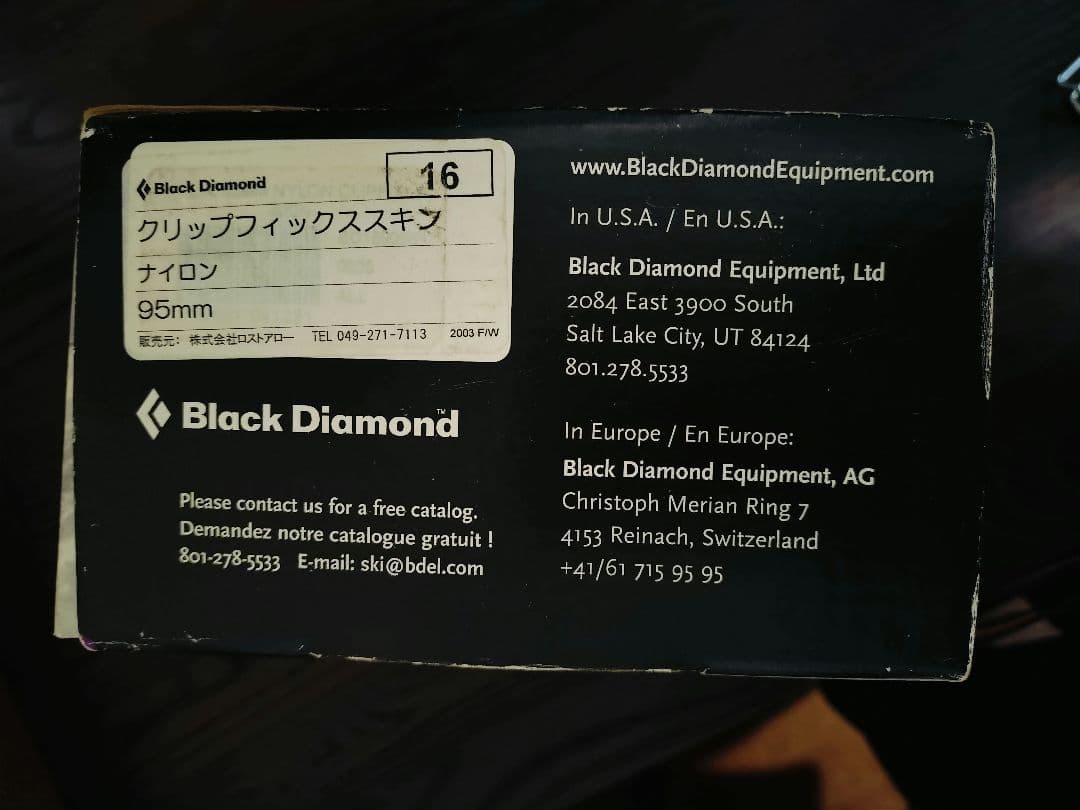 Black Diamond
16
クリップフィックススキン
ナイロン
95mm
販売元： 株式会社ロストアロー TEL 049-271-7113 2003 F/W
Black Diamond™
Please contact us for a free catalog.
Demandez notre catalogue gratuit !
801-278-5533 E-mail: ski@bdel.com
www.BlackDiamondEquipment.com
In U.S.A. / En U.S.A.:
Black Diamond Equipment, Ltd
2084 East 3900 South
Salt Lake City, UT 84124
801.278.5533
In Europe / En Europe:
Black Diamond Equipment, AG
Christoph Merian Ring 7
4153 Reinach, Switzerland
+41/61 715 95 95